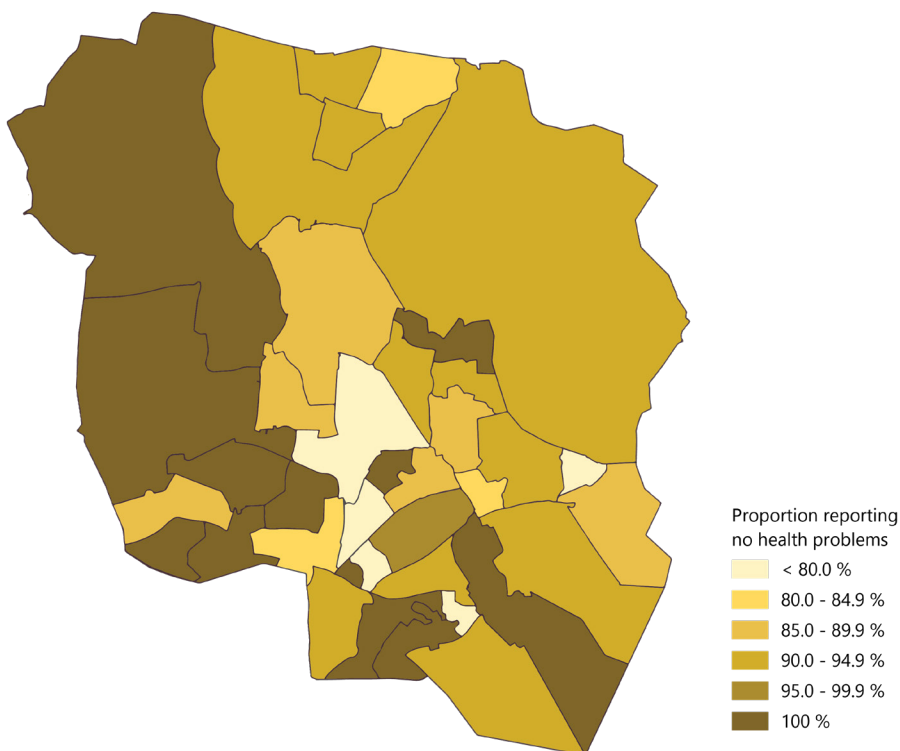 Proportion reporting
no health problems
< 80.0 %
80.0 - 84.9 %
85.0 - 89.9 %
90.0 - 94.9 %
95.0 - 99.9 %
100 %